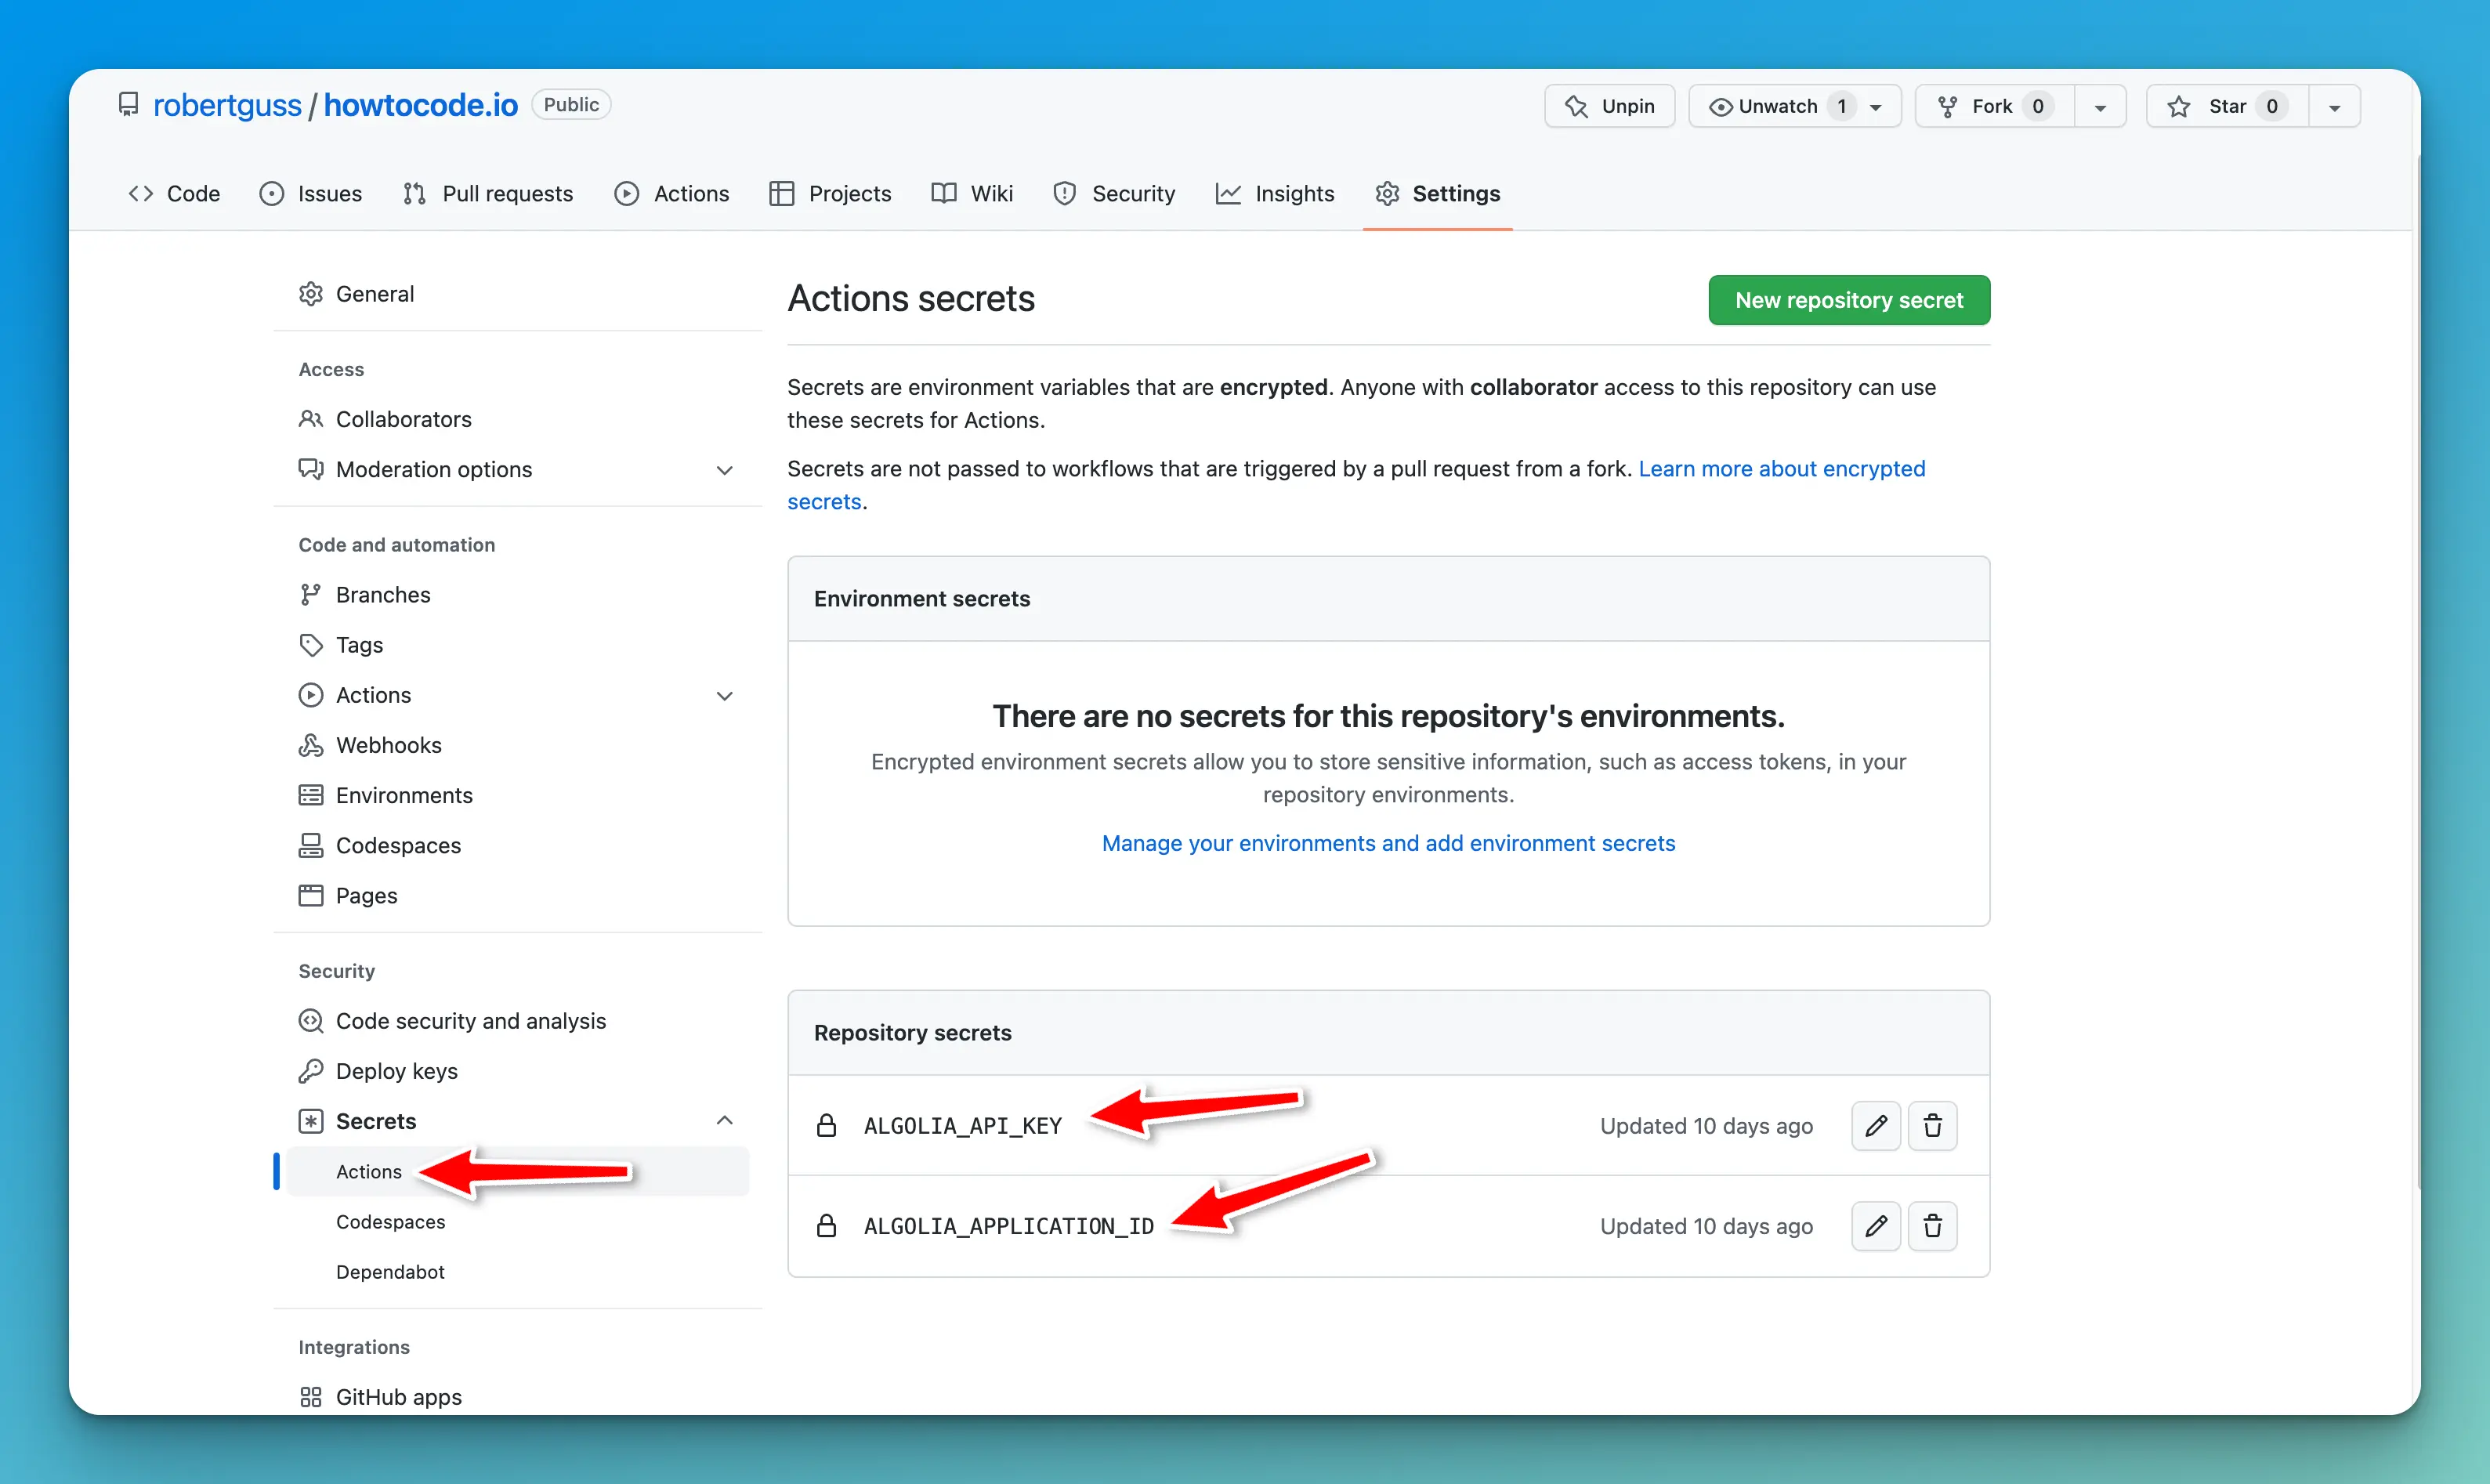 robertguss / howtocode.io Public
Unpin
Unwatch 1
Fork 0
Star 0
Code
Issues
Pull requests
Actions
Projects
Wiki
Security
Insights
Settings
General
Access
Collaborators
Moderation options
Code and automation
Branches
Tags
Actions
Webhooks
Environments
Codespaces
Pages
Security
Code security and analysis
Deploy keys
Secrets
Actions
Codespaces
Dependabot
Integrations
GitHub apps
Actions secrets
New repository secret
Secrets are environment variables that are encrypted. Anyone with collaborator access to this repository can use
these secrets for Actions.
Secrets are not passed to workflows that are triggered by a pull request from a fork. Learn more about encrypted
secrets.
Environment secrets
There are no secrets for this repository's environments.
Encrypted environment secrets allow you to store sensitive information, such as access tokens, in your
repository environments.
Manage your environments and add environment secrets
Repository secrets
ALGOLIA_API_KEY
Updated 10 days ago
ALGOLIA_APPLICATION_ID
Updated 10 days ago